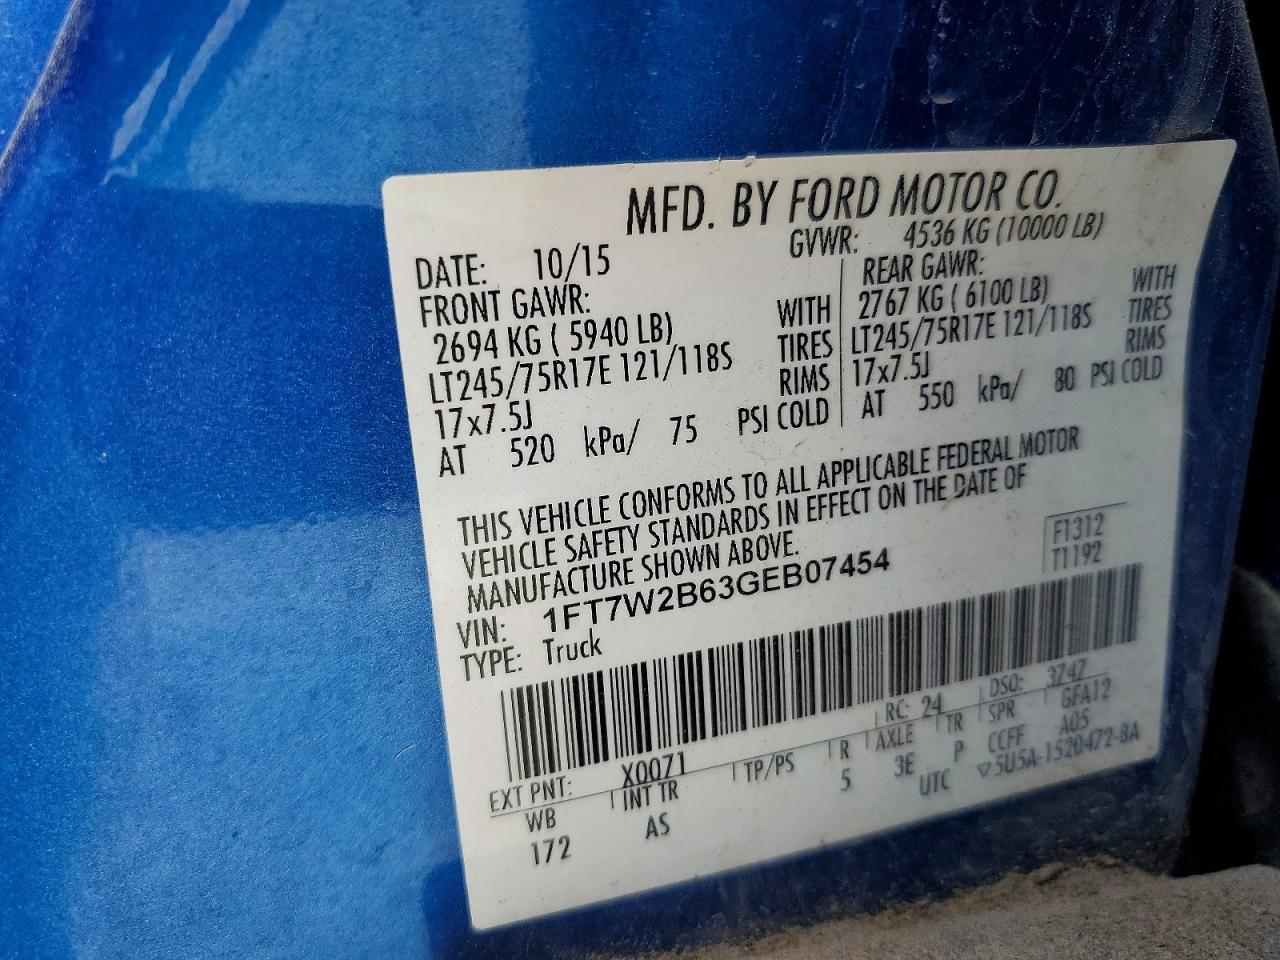 MFD. BY FORD MOTOR CO.
DATE: 10/15 GVWR: 4536 KG (10000 LB)
FRONT GAWR:
2694 KG ( 5940 LB) WITH
LT245/75R17E 121/118S TIRES
17x7.5J RIMS
AT 520 kPa/ 75 PSI COLD
REAR GAWR:
2767 KG ( 6100 LB) WITH
LT245/75R17E 121/118S TIRES
17x7.5J RIMS
AT 550 kPa/ 80 PSI COLD
THIS VEHICLE CONFORMS TO ALL APPLICABLE FEDERAL MOTOR
VEHICLE SAFETY STANDARDS IN EFFECT ON THE DATE OF
MANUFACTURE SHOWN ABOVE.
F1312
T1192
VIN: 1FT7W2B63GEB07454
TYPE: Truck
EXT PNT: X0071 RC: 24 DSO: 3747
WB INT TR TP/PS R AXLE TR SPR GFA12
172 AS 5 3E P CCFF A05
UTC ▽5U5A-1520472-BA